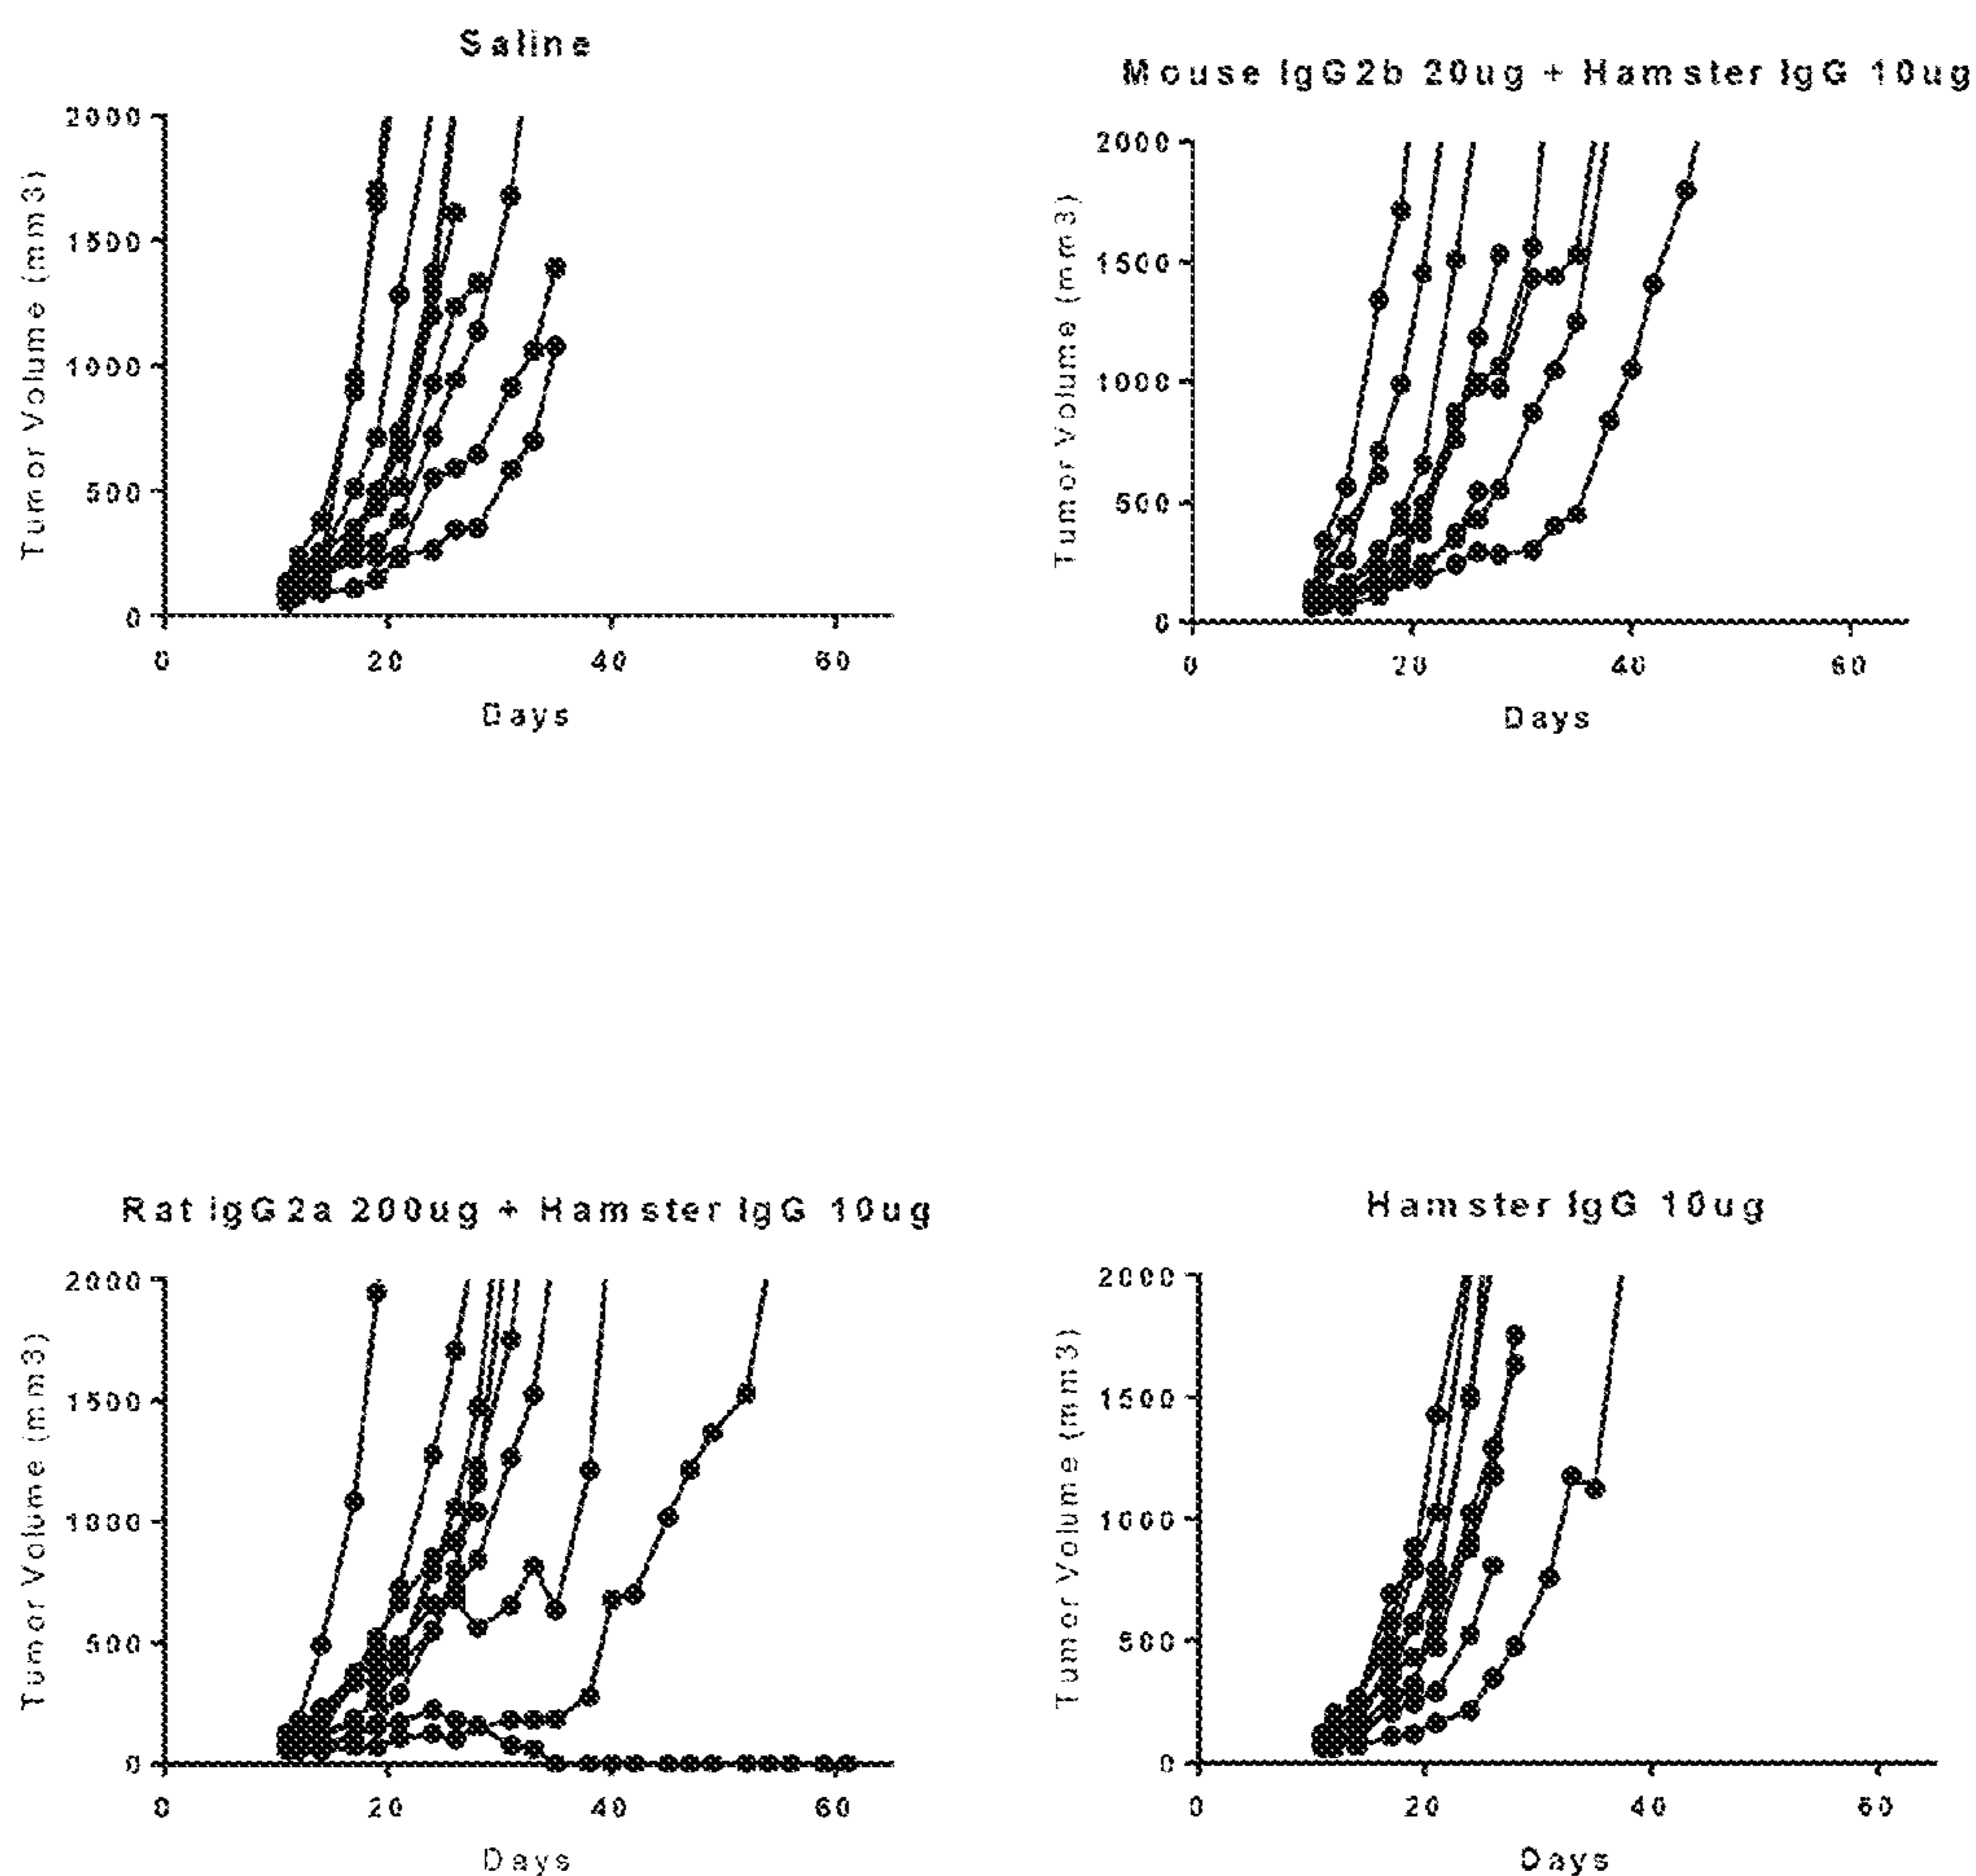 Saline
2000
1500
1000
500
0
Tumor Volume (mm3)
0 20 40 60
Days
Mouse IgG2b 20ug + Hamster IgG 10ug
2000
1500
1000
500
0
Tumor Volume (mm3)
0 20 40 60
Days
Rat IgG2a 200ug + Hamster IgG 10ug
2000
1500
1000
500
0
Tumor Volume (mm3)
0 20 40 60
Days
Hamster IgG 10ug
2000
1500
1000
500
0
Tumor Volume (mm3)
0 20 40 60
Days